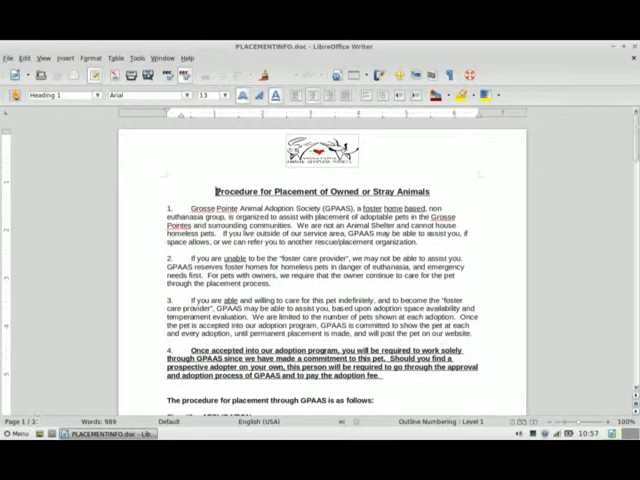 PLACEMENTINFO.doc - LibreOffice Writer
File Edit View Insert Format Table Tools Window Help
Heading 1 Arial 13
Procedure for Placement of Owned or Stray Animals
1. Grosse Pointe Animal Adoption Society (GPAAS), a foster home based, non
euthanasia group, is organized to assist with placement of adoptable pets in the Grosse
Pointes and surrounding communities. We are not an Animal Shelter and cannot house
homeless pets. If you live outside of our service area, GPAAS may be able to assist you, if
space allows, or we can refer you to another rescue/placement organization.
2. If you are unable to be the "foster care provider", we may not be able to assist you.
GPAAS reserves foster homes for homeless pets in danger of euthanasia, and emergency
needs first. For pets with owners, we require that the owner continue to care for the pet
through the placement process.
3. If you are able and willing to care for this pet indefinitely, and to become the "foster
care provider", GPAAS may be able to assist you, based upon adoption space availability and
temperament evaluation. We are limited to the number of pets shown at each adoption. Once
the pet is accepted into our adoption program, GPAAS is committed to show the pet at each
and every adoption, until permanent placement is made, and will post the pet on our website.
4. Once accepted into our adoption program, you will be required to work solely
through GPAAS since we have made a commitment to this pet. Should you find a
prospective adopter on your own, this person will be required to go through the approval
and adoption process of GPAAS and to pay the adoption fee.
The procedure for placement through GPAAS is as follows:
Page 1 / 3 Words: 989 Default English (USA) Outline Numbering : Level 1 100%
Menu PLACEMENTINFO.doc - Lib... 10:57